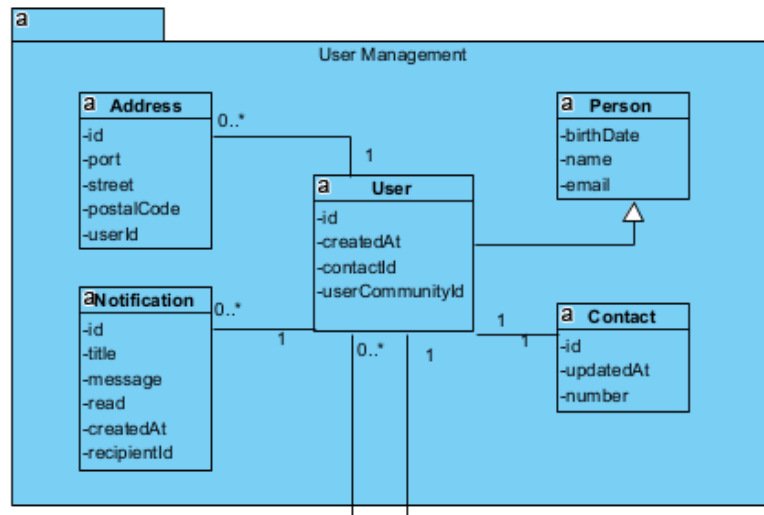 a
User Management
a Address
-id
-port
-street
-postalCode
-userId
0..*
1
a Person
-birthDate
-name
-email
a User
-id
-createdAt
-contactId
-userCommunityId
a Notification
-id
-title
-message
-read
-createdAt
-recipientId
0..*
1
0..*
1
1
1
a Contact
-id
-updatedAt
-number